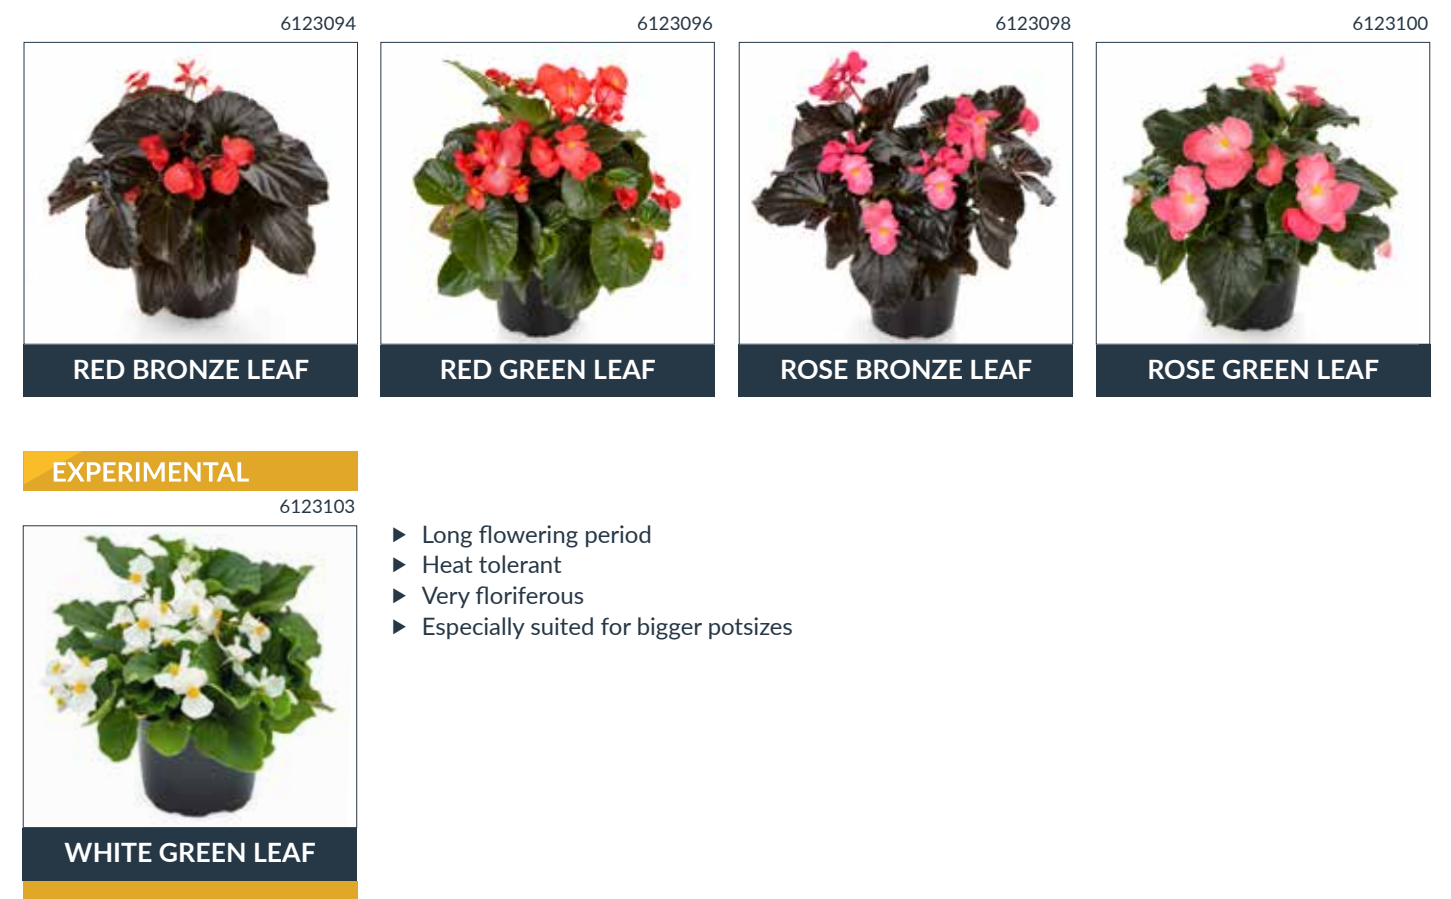 6123094
6123096
6123098
6123100
RED BRONZE LEAF
RED GREEN LEAF
ROSE BRONZE LEAF
ROSE GREEN LEAF
EXPERIMENTAL
6123103
Long flowering period
Heat tolerant
Very floriferous
Especially suited for bigger potsizes
WHITE GREEN LEAF